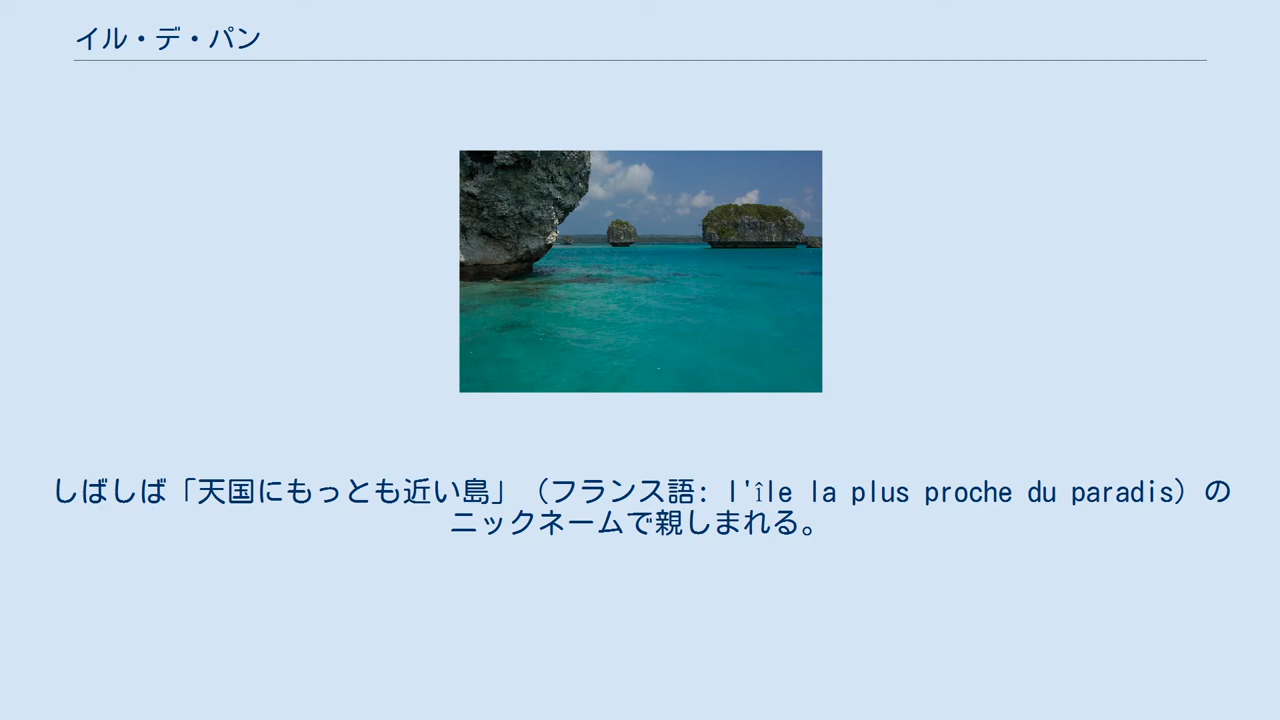 イル・デ・パン
しばしば「天国にもっとも近い島」（フランス語: l'île la plus proche du paradis）の
ニックネームで親しまれる。